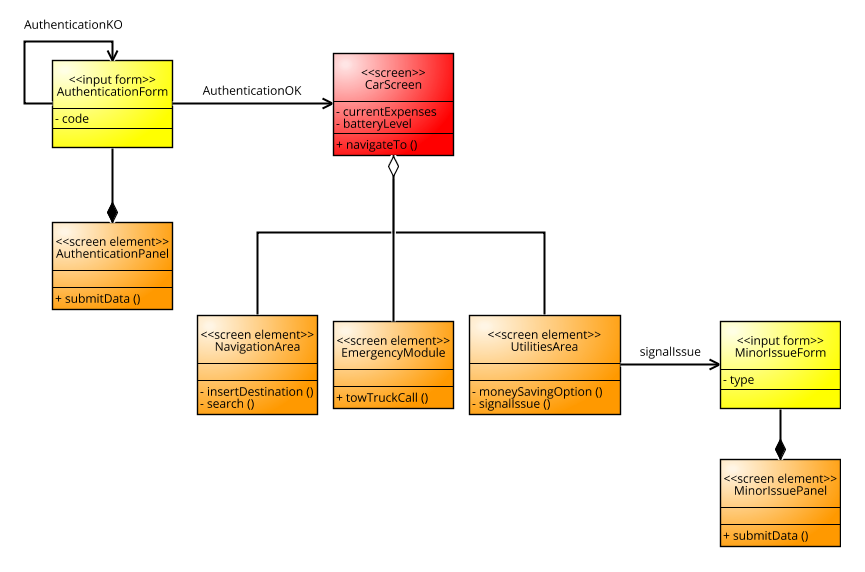 AuthenticationKO
<<input form>>
AuthenticationForm
- code
AuthenticationOK
<<screen>>
CarScreen
- currentExpenses
- batteryLevel
+ navigateTo ()
<<screen element>>
AuthenticationPanel
+ submitData ()
<<screen element>>
NavigationArea
- insertDestination ()
- search ()
<<screen element>>
EmergencyModule
+ towTruckCall ()
<<screen element>>
UtilitiesArea
- moneySavingOption ()
- signalIssue ()
signalIssue
<<input form>>
MinorIssueForm
- type
<<screen element>>
MinorIssuePanel
+ submitData ()